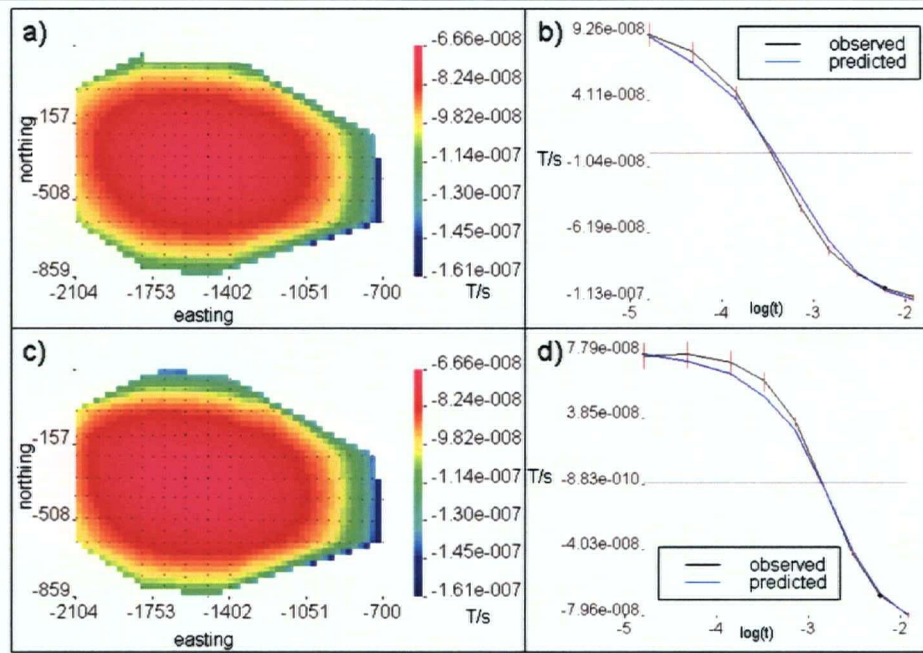 a)
northing
-157
-508
-859
-2104 -1753 -1402 -1051 -700
easting
-6.66e-008
-8.24e-008
-9.82e-008
-1.14e-007
-1.30e-007
-1.45e-007
-1.61e-007
T/s
b)
9.26e-008
4.11e-008
T/s
-1.04e-008
-6.19e-008
-1.13e-007
-5 -4 -3 -2
log(t)
observed
predicted
c)
northing
-157
-508
-859
-2104 -1753 -1402 -1051 -700
easting
-6.66e-008
-8.24e-008
-9.82e-008
-1.14e-007
-1.30e-007
-1.45e-007
-1.61e-007
T/s
d)
7.79e-008
3.85e-008
T/s
-8.83e-010
-4.03e-008
-7.96e-008
-5 -4 -3 -2
log(t)
observed
predicted